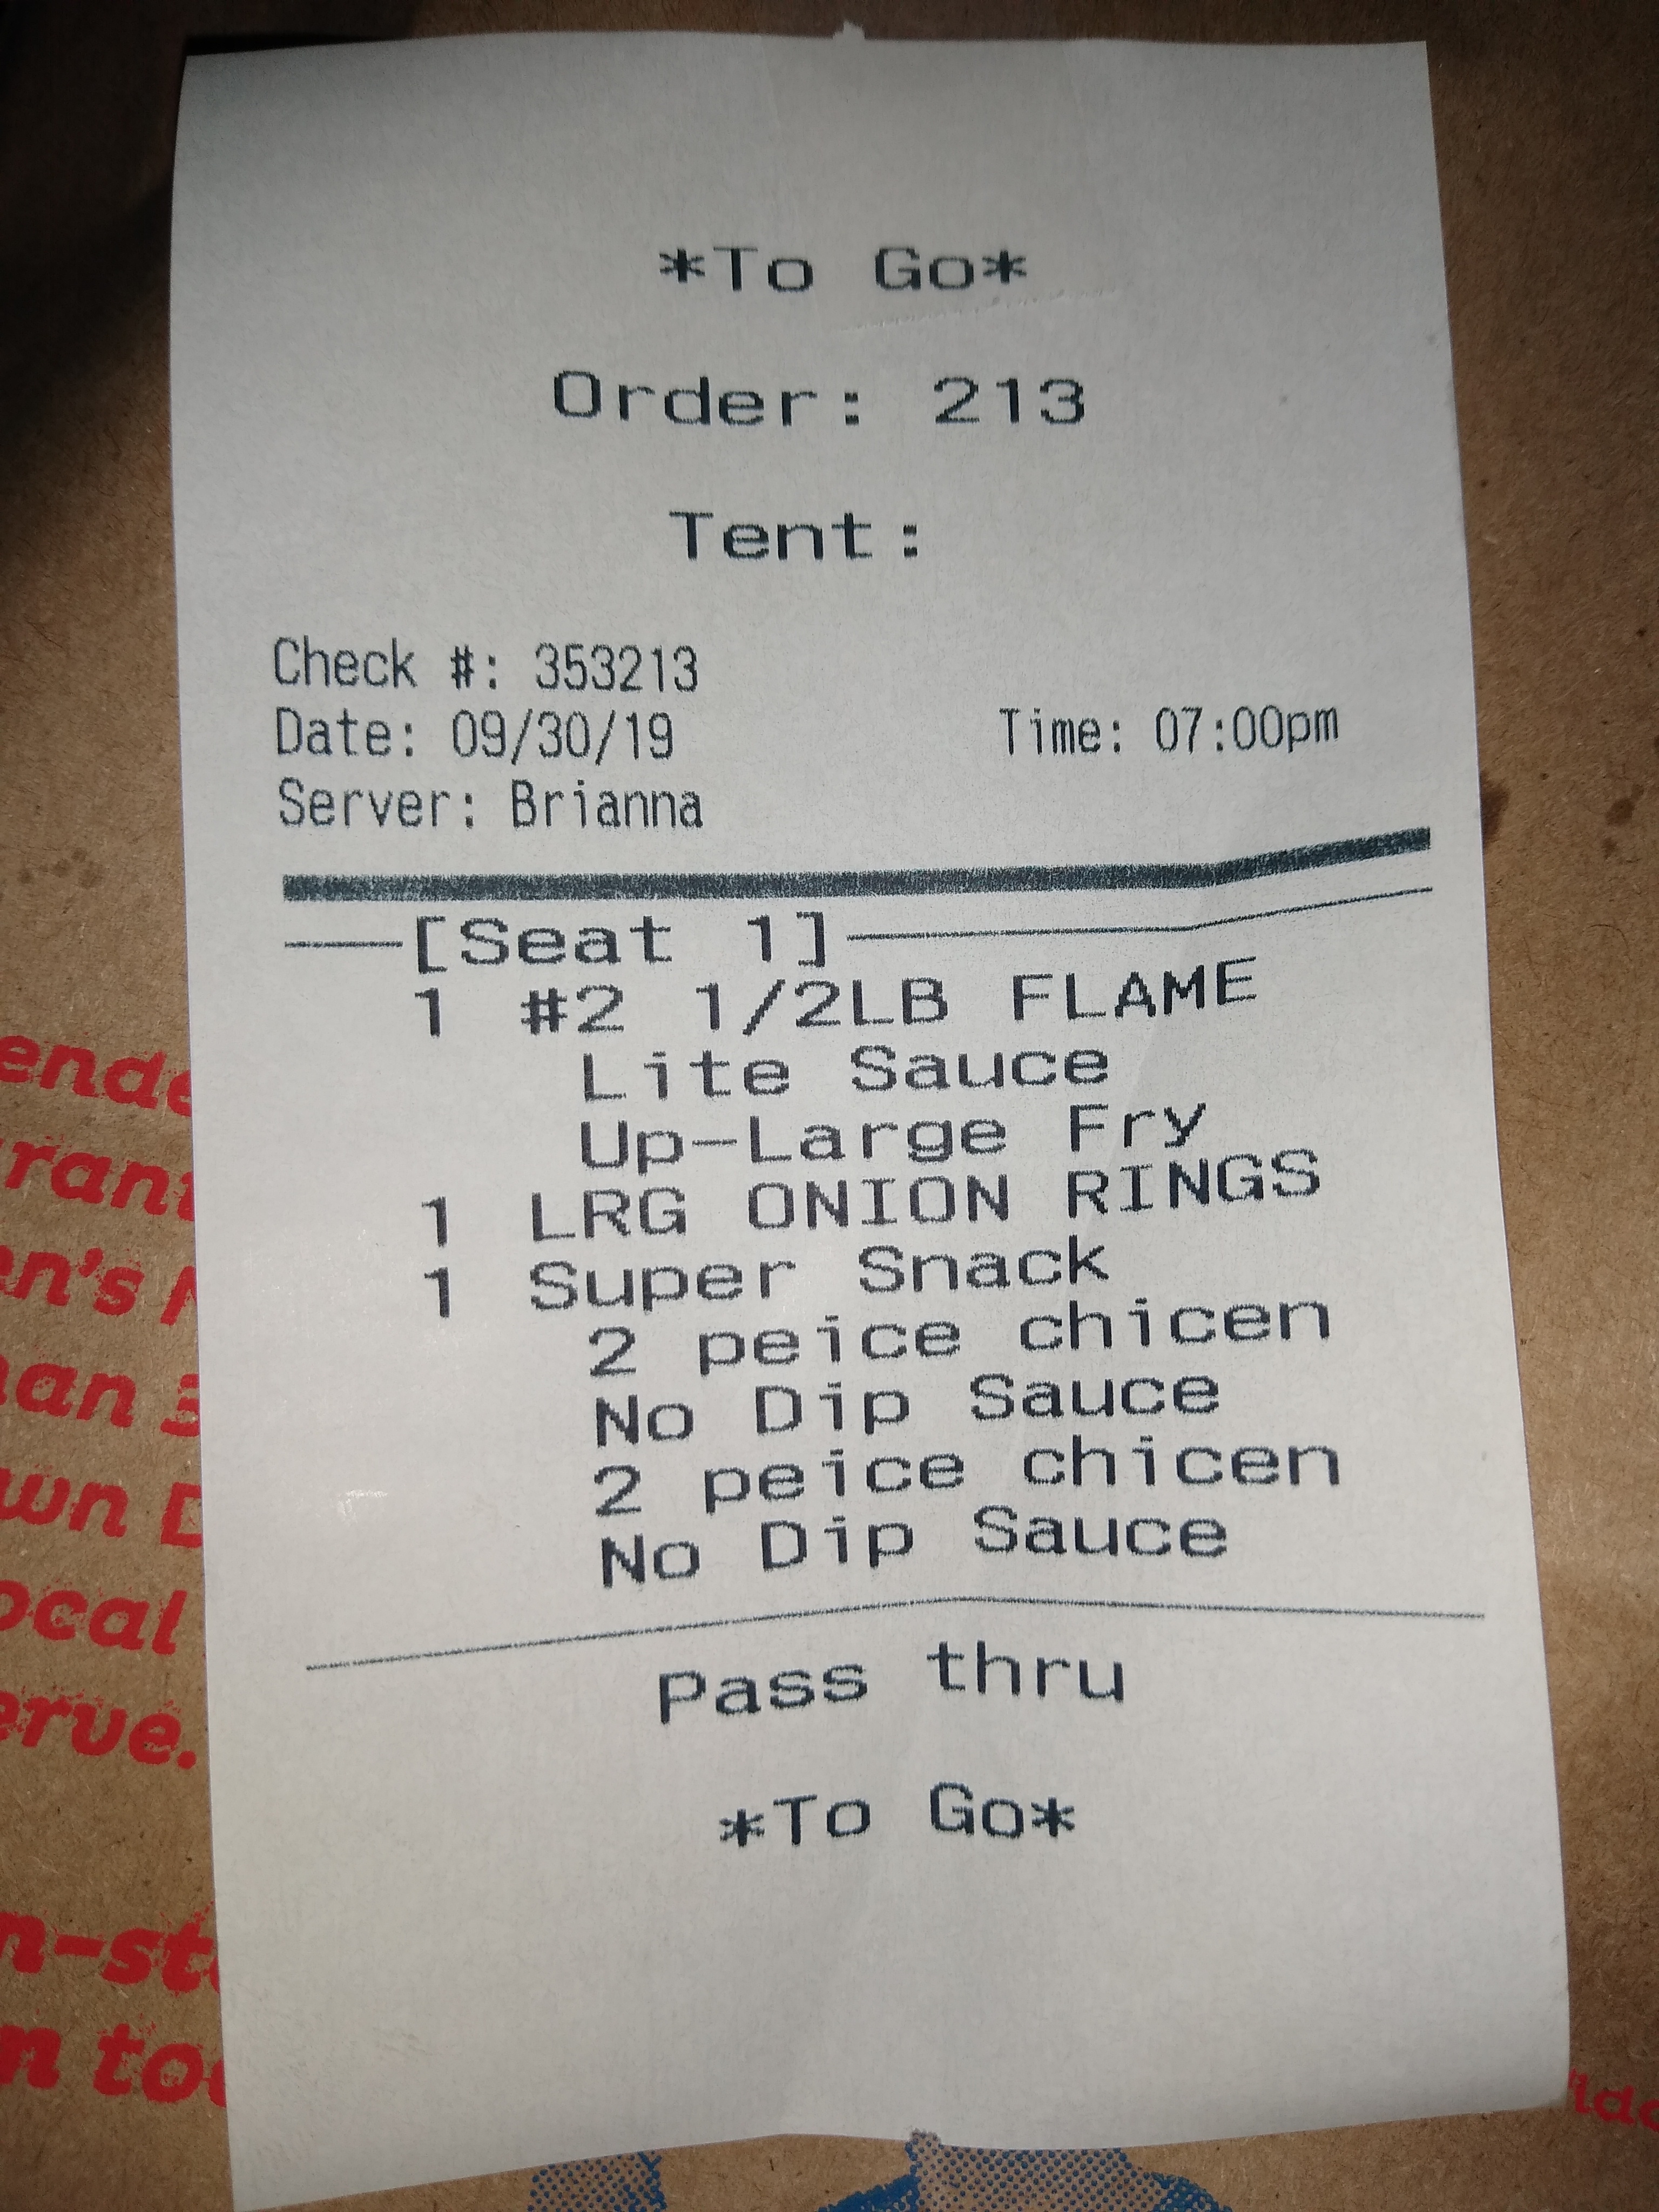 *To Go*
Order: 213
Tent:
Check #: 353213
Date: 09/30/19 Time: 07:00pm
Server: Brianna
[Seat 1]
1 #2 1/2LB FLAME
Lite Sauce
Up-Large Fry
1 LRG ONION RINGS
1 Super Snack
2 peice chicen
No Dip Sauce
2 peice chicen
No Dip Sauce
Pass thru
*To Go*
ocal
erve.